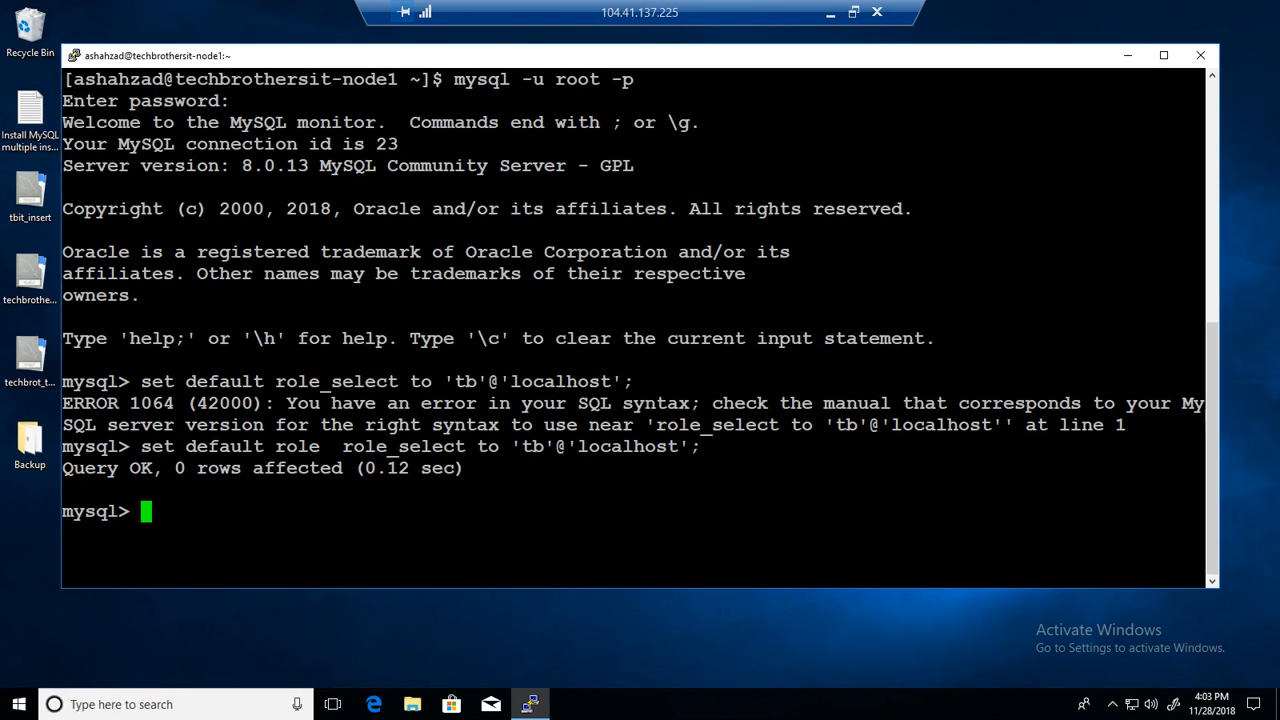 104.41.137.225
Recycle Bin
Install MySQL
multiple ins...
tbit_insert
techbrothe...
techbrot_t...
Backup
ashahzad@techbrothersit-node1:~
[ashahzad@techbrothersit-node1 ~]$ mysql -u root -p
Enter password:
Welcome to the MySQL monitor.  Commands end with ; or \g.
Your MySQL connection id is 23
Server version: 8.0.13 MySQL Community Server - GPL
Copyright (c) 2000, 2018, Oracle and/or its affiliates. All rights reserved.
Oracle is a registered trademark of Oracle Corporation and/or its
affiliates. Other names may be trademarks of their respective
owners.
Type 'help;' or '\h' for help. Type '\c' to clear the current input statement.
mysql> set default role_select to 'tb'@'localhost';
ERROR 1064 (42000): You have an error in your SQL syntax; check the manual that corresponds to your My
SQL server version for the right syntax to use near 'role_select to 'tb'@'localhost'' at line 1
mysql> set default role  role_select to 'tb'@'localhost';
Query OK, 0 rows affected (0.12 sec)
mysql>
Activate Windows
Go to Settings to activate Windows.
Type here to search
4:03 PM
11/28/2018